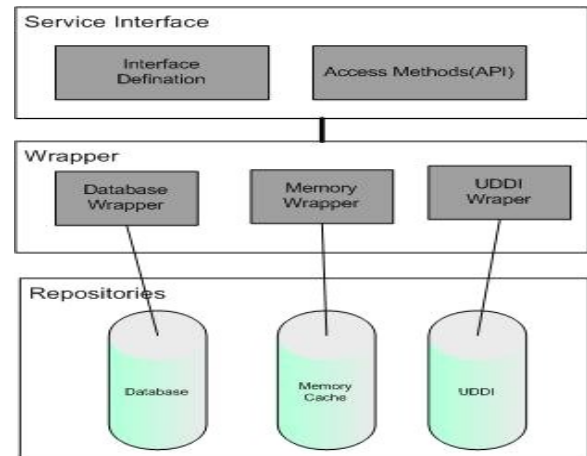 Service Interface
Interface
Defination
Access Methods(API)
Wrapper
Database
Wrapper
Memory
Wrapper
UDDI
Wraper
Repositories
Database
Memory
Cache
UDDI